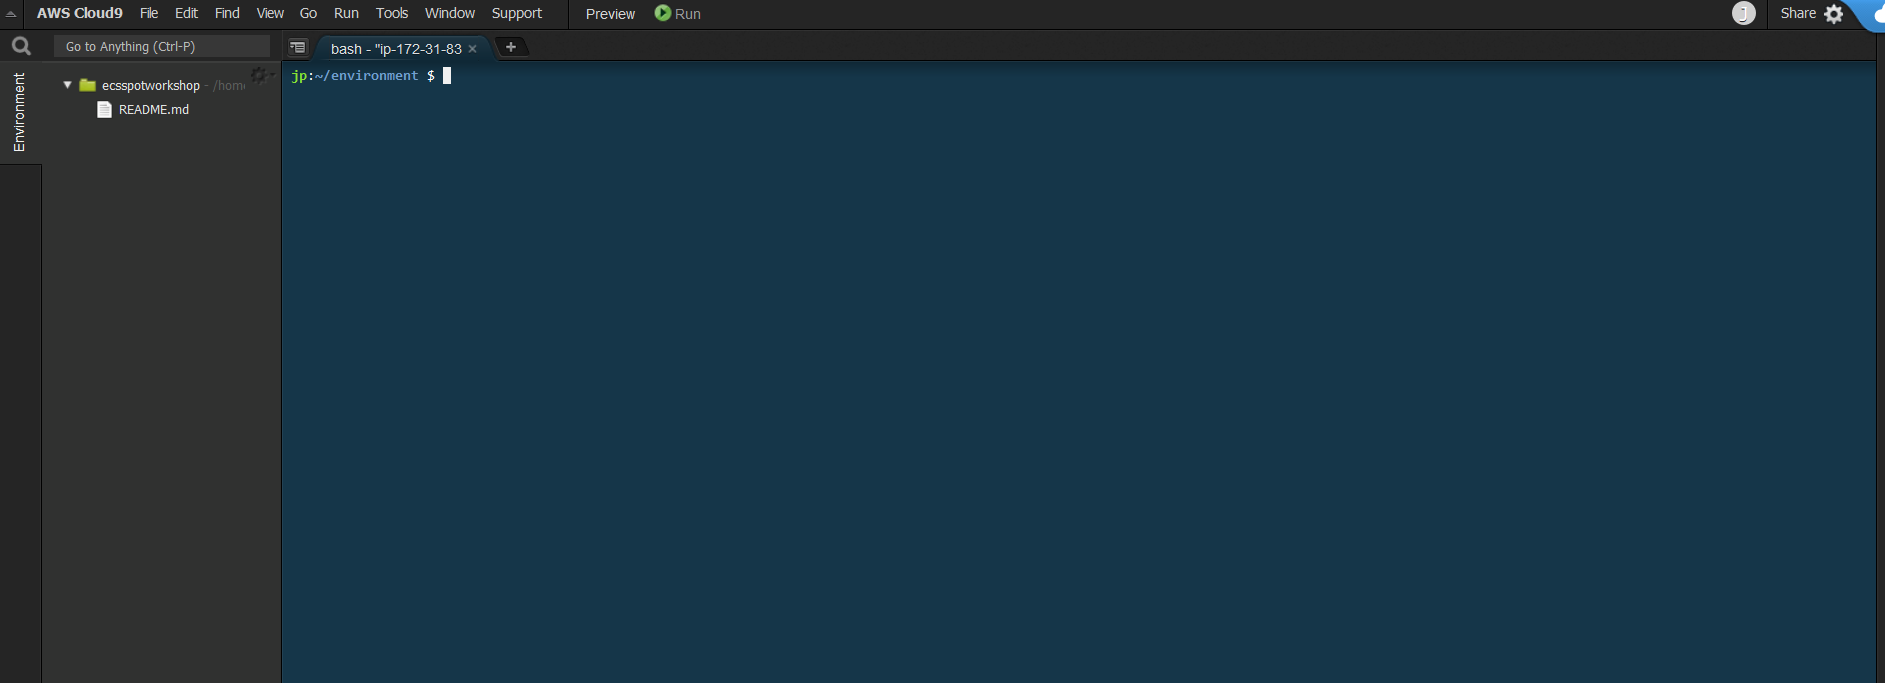 AWS Cloud9 File Edit Find View Go Run Tools Window Support Preview Run J Share
Go to Anything (Ctrl-P) bash - "ip-172-31-83 × +
Environment
ecsspotworkshop - /home
README.md
jp:~/environment $